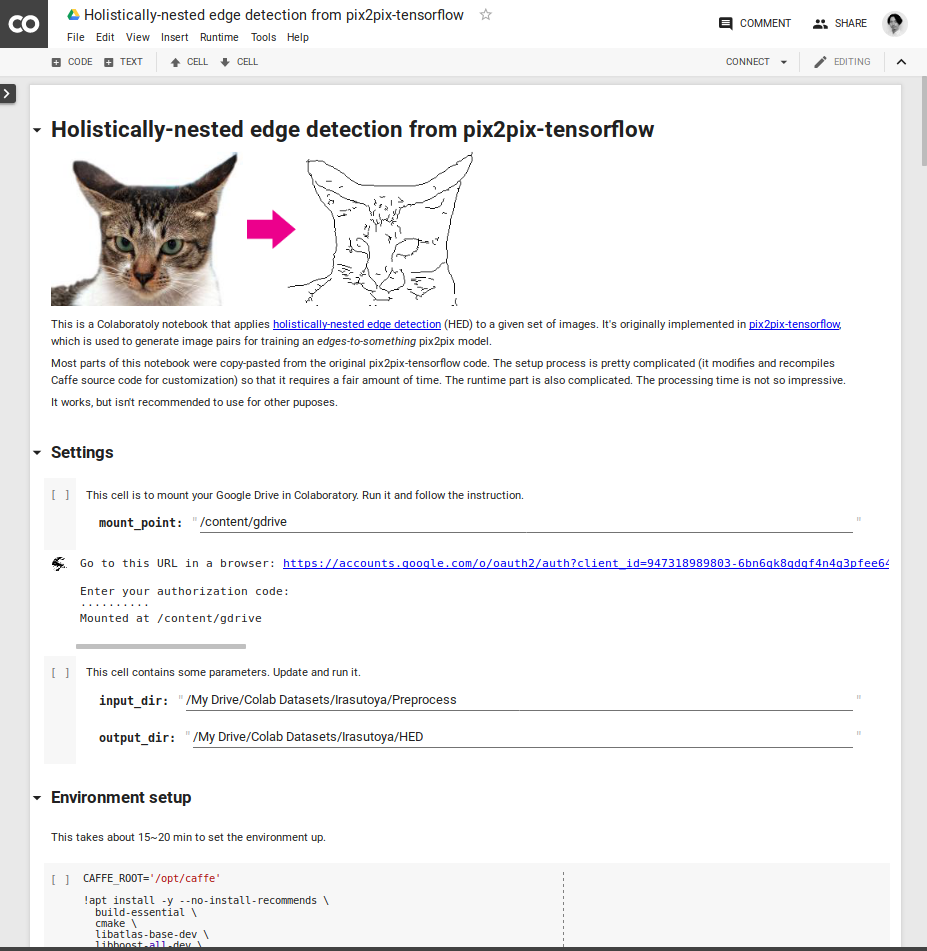 CO
Holistically-nested edge detection from pix2pix-tensorflow
COMMENT SHARE
File Edit View Insert Runtime Tools Help
CODE TEXT CELL CELL CONNECT EDITING
Holistically-nested edge detection from pix2pix-tensorflow
This is a Colaboratoly notebook that applies holistically-nested edge detection (HED) to a given set of images. It's originally implemented in pix2pix-tensorflow,
which is used to generate image pairs for training an edges-to-something pix2pix model.
Most parts of this notebook were copy-pasted from the original pix2pix-tensorflow code. The setup process is pretty complicated (it modifies and recompiles
Caffe source code for customization) so that it requires a fair amount of time. The runtime part is also complicated. The processing time is not so impressive.
It works, but isn't recommended to use for other puposes.
Settings
[ ] This cell is to mount your Google Drive in Colaboratory. Run it and follow the instruction.
mount_point: "/content/gdrive"
Go to this URL in a browser: https://accounts.google.com/o/oauth2/auth?client_id=947318989803-6bn6qk8qdgf4n4g3pfee64
Enter your authorization code:
··········
Mounted at /content/gdrive
[ ] This cell contains some parameters. Update and run it.
input_dir: "/My Drive/Colab Datasets/Irasutoya/Preprocess"
output_dir: "/My Drive/Colab Datasets/Irasutoya/HED"
Environment setup
This takes about 15~20 min to set the environment up.
[ ] CAFFE_ROOT='/opt/caffe'
!apt install -y --no-install-recommends \
build-essential \
cmake \
libatlas-base-dev \
libboost-all-dev \